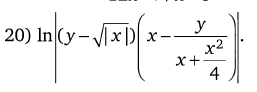 20) ln|(y − √|x|)(x − y/(x + x²/4))|.